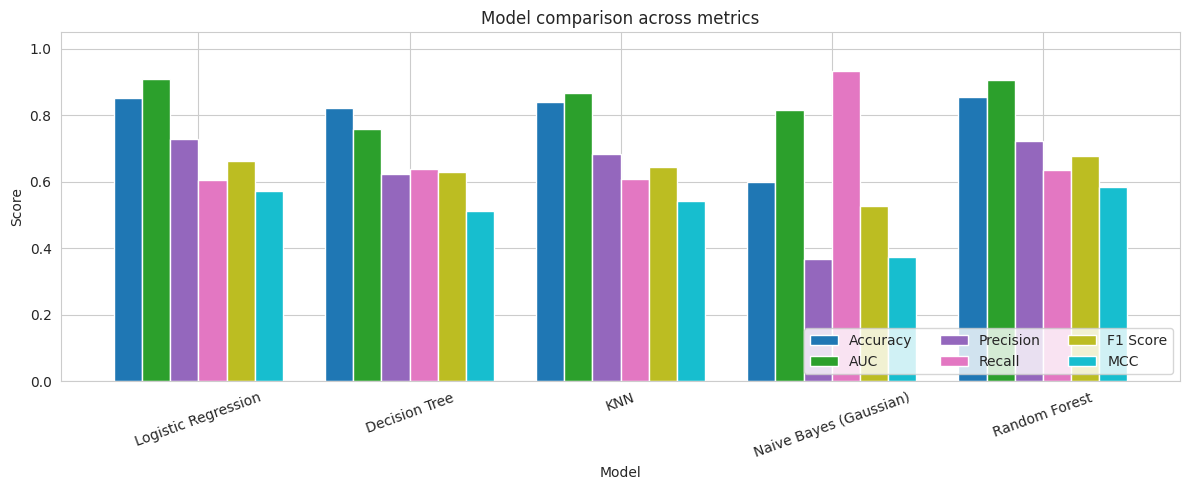 Model comparison across metrics
Score
1.0
0.8
0.6
0.4
0.2
0.0
Accuracy Precision F1 Score
AUC Recall MCC
Logistic Regression
Decision Tree
KNN
Naive Bayes (Gaussian)
Random Forest
Model